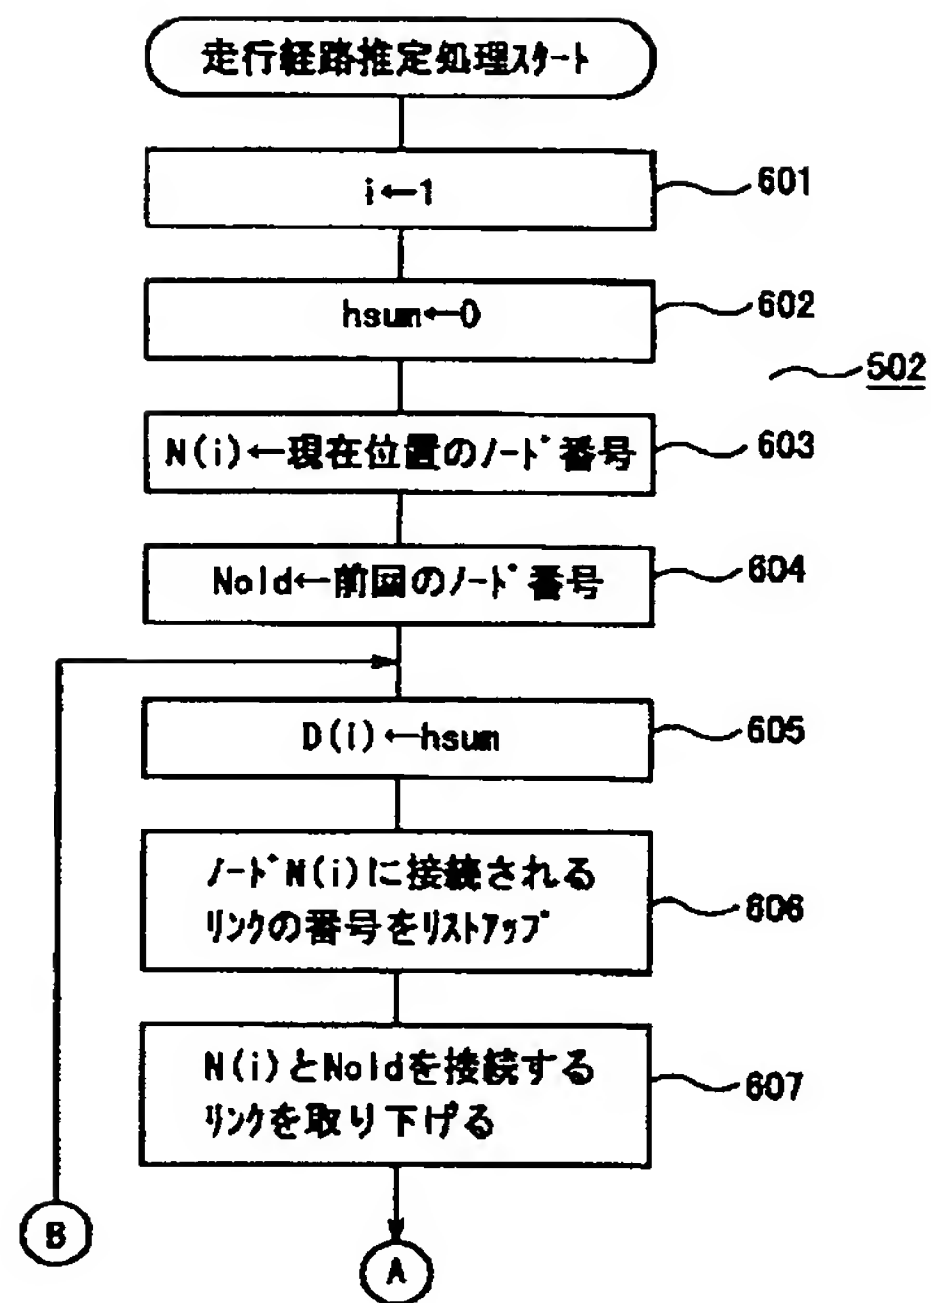 走行経路推定処理ｽﾀｰﾄ
i←1
601
hsum←0
602
502
N(i)←現在位置のﾉｰﾄﾞ番号
603
Nold←前回のﾉｰﾄﾞ番号
604
D(i)←hsum
605
ﾉｰﾄﾞN(i)に接続される
ﾘﾝｸの番号をﾘｽﾄｱｯﾌﾟ
606
N(i)とNoldを接続する
ﾘﾝｸを取り下げる
607
B
A